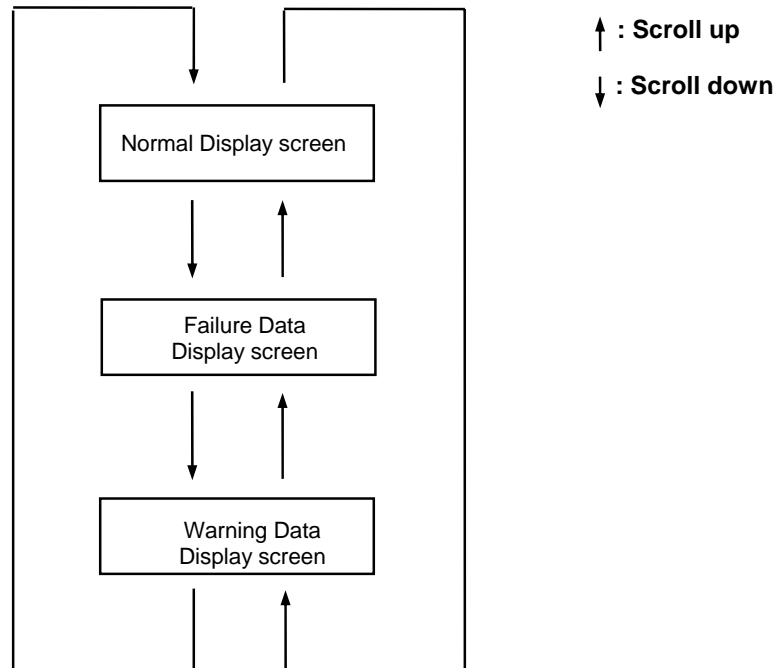 : Scroll up
: Scroll down
Normal Display screen
Failure Data
Display screen
Warning Data
Display screen